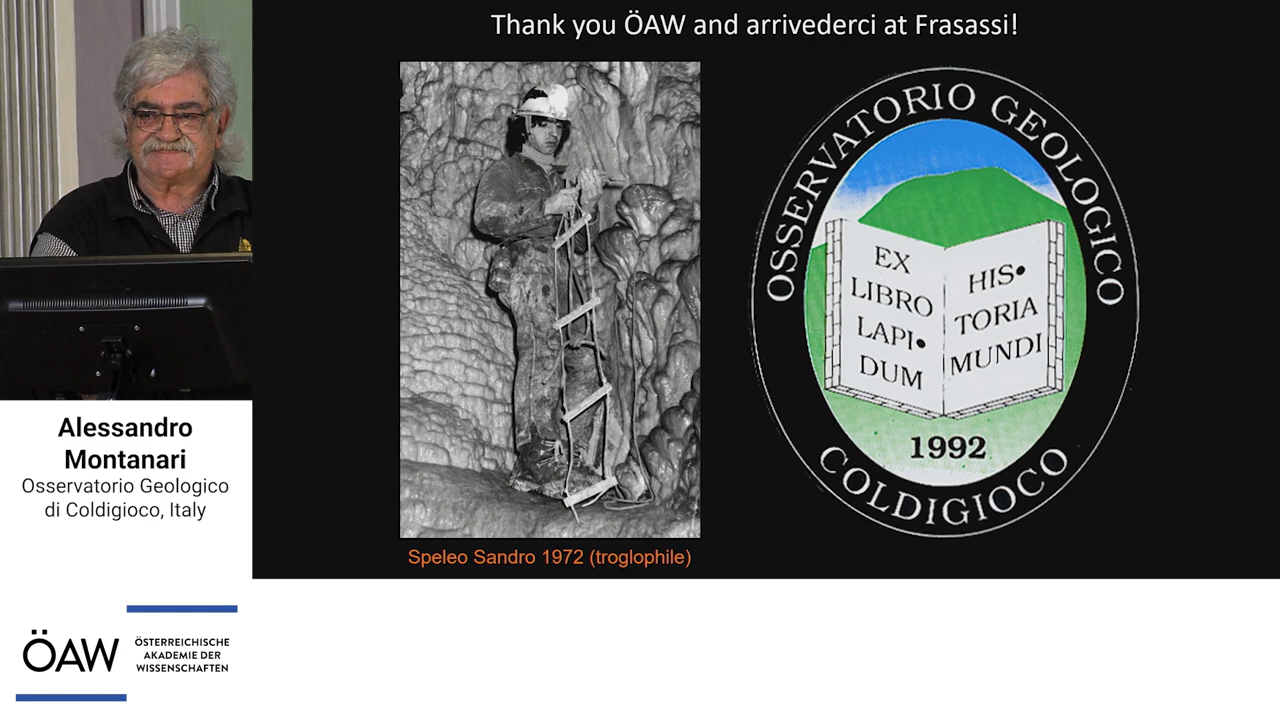 Thank you ÖAW and arrivederci at Frasassi!
OSSERVATORIO GEOLOGICO
EX
LIBRO
LAPI•
DUM
HIS•
TORIA
MUNDI
1992
COLDIGIOCO
Speleo Sandro 1972 (troglophile)
Alessandro
Montanari
Osservatorio Geologico
di Coldigioco, Italy
ÖAW
ÖSTERREICHISCHE
AKADEMIE DER
WISSENSCHAFTEN